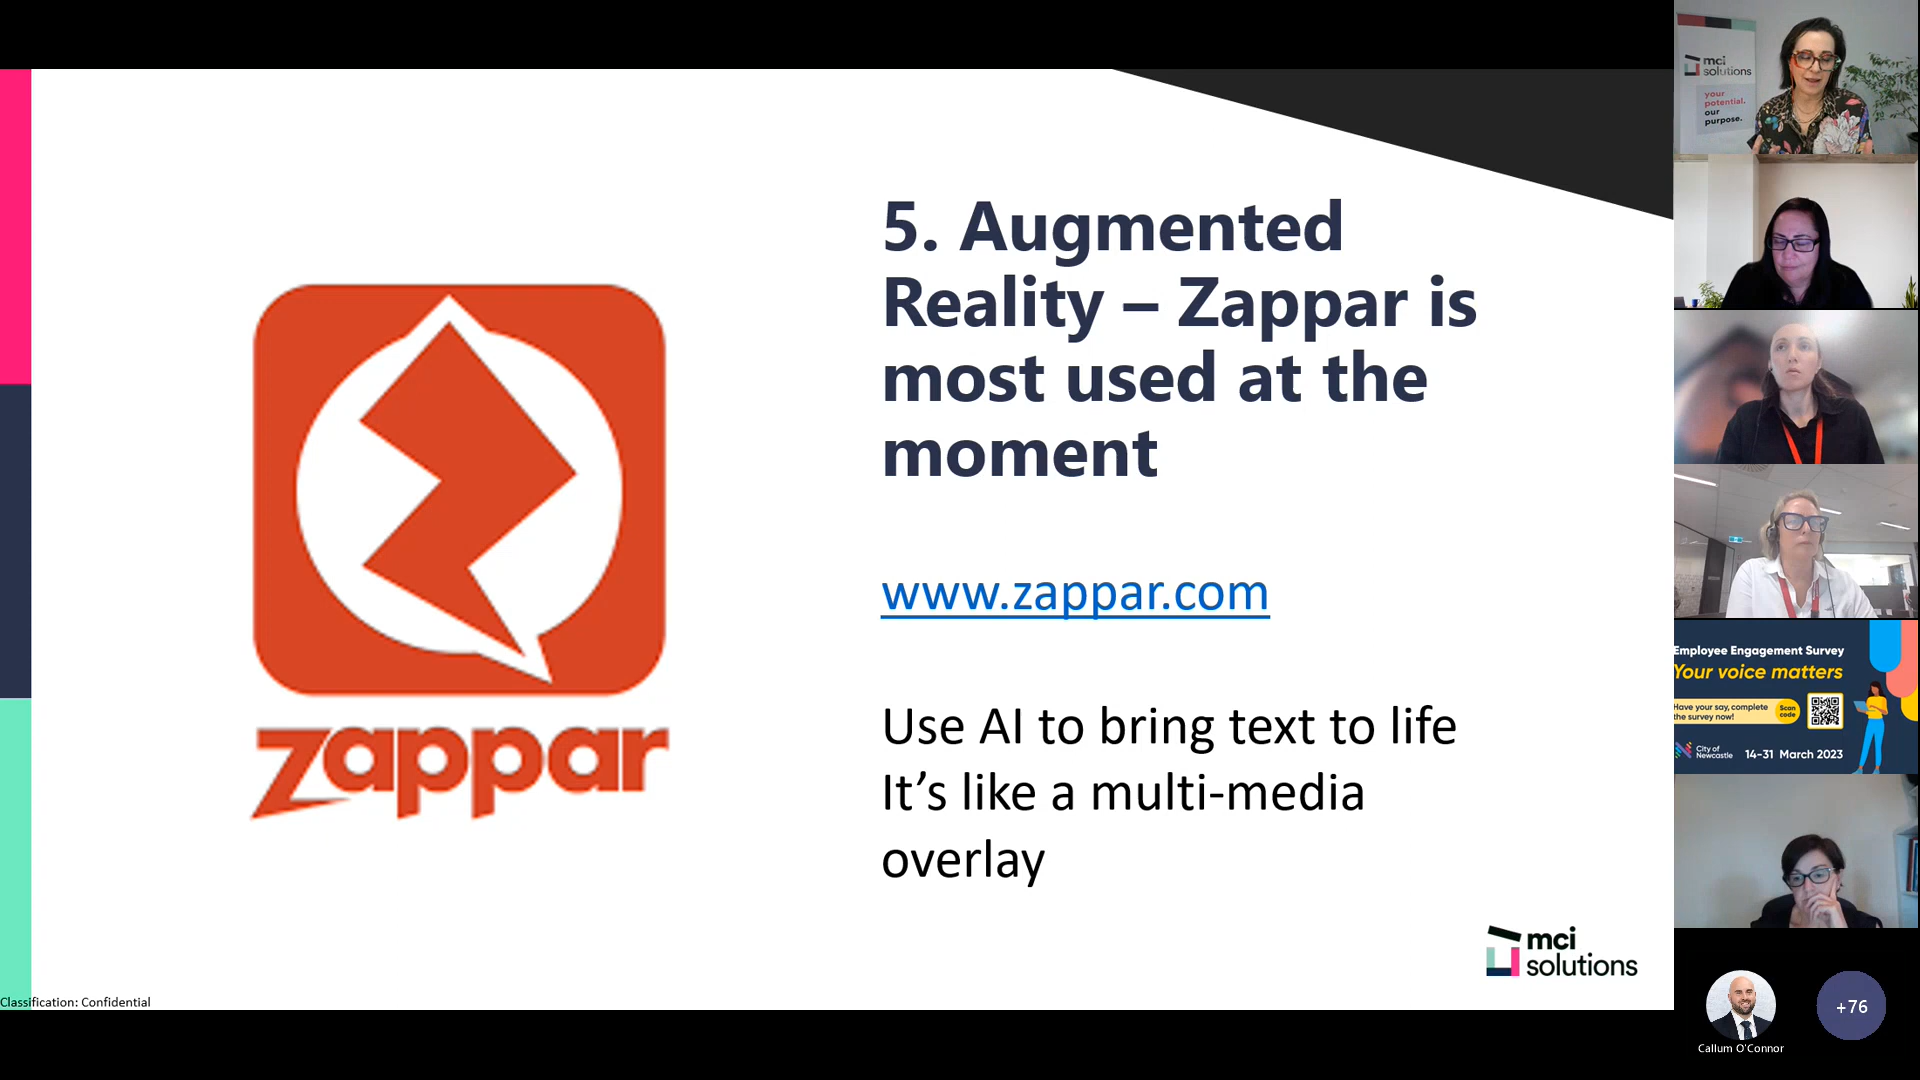 5. Augmented
Reality – Zappar is
most used at the
moment
www.zappar.com
Use AI to bring text to life
It’s like a multi-media
overlay
zappar
mci
solutions
Classification: Confidential
mci
solutions
your
potential.
our
purpose.
Employee Engagement Survey
Your voice matters
Have your say, complete
the survey now!
Scan
code
City of
Newcastle
14-31 March 2023
Callum O'Connor
+76